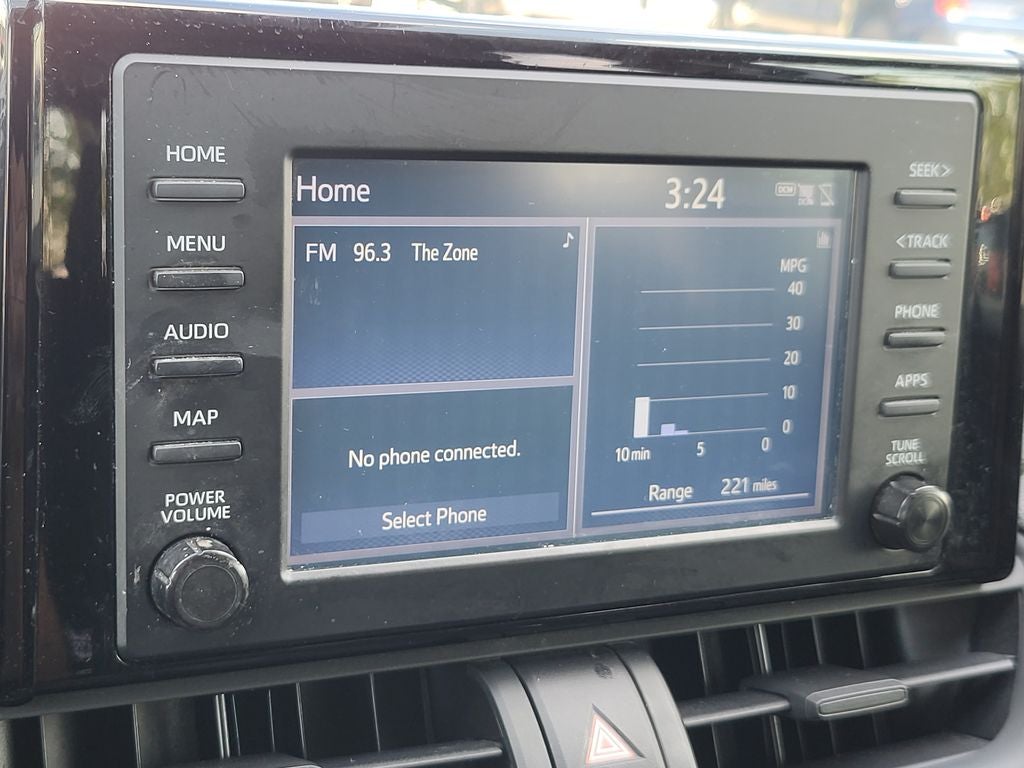 HOME
MENU
AUDIO
MAP
POWER
VOLUME
Home
3:24
DCM
FM 96.3 The Zone
No phone connected.
Select Phone
MPG
40
30
20
10
0
10 min 5 0
Range 221 miles
SEEK>
<TRACK
PHONE
APPS
TUNE
SCROLL